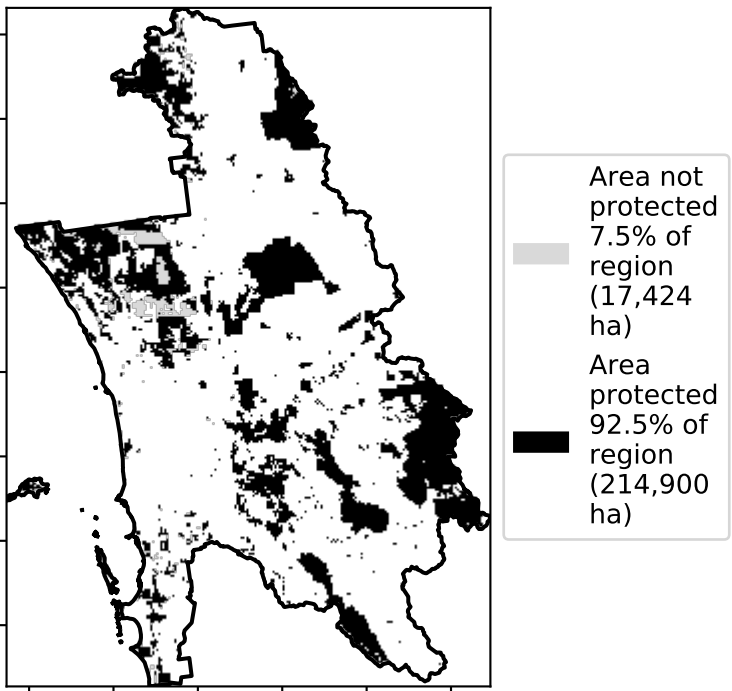 Area not
protected
7.5% of
region
(17,424
ha)
Area
protected
92.5% of
region
(214,900
ha)